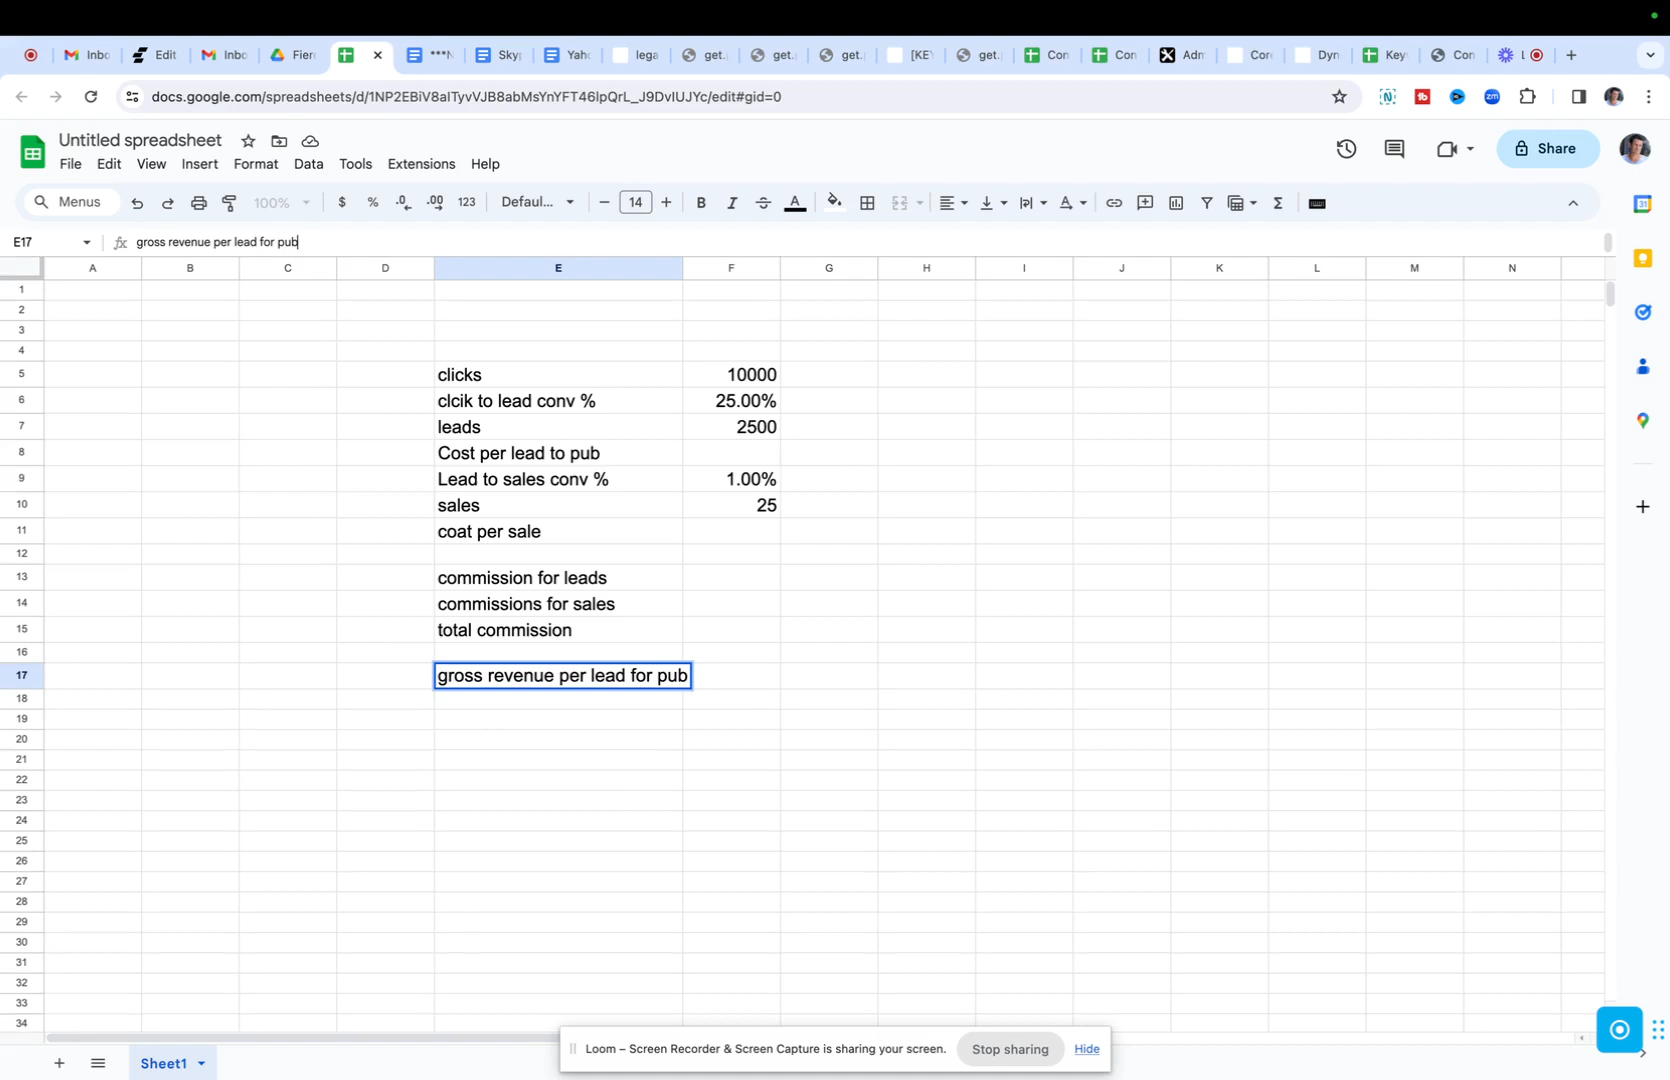 Inbo
Edit
Inbo
Fier
***N
Sky
Yaho
lega
get.
get.
get.
[KE
get.
Con
Con
Adm
Cor
Dyn
Key
Con
L
docs.google.com/spreadsheets/d/1NP2EBiV8alTyvVJB8abMsYnYFT46IpQrL_J9DvIUJYc/edit#gid=0
Untitled spreadsheet
File Edit View Insert Format Data Tools Extensions Help
Share
Menus 100% $ % .0 .00 123 Defaul... 14 B I
E17 fx gross revenue per lead for pub
A B C D E F G H I J K L M N
1
2
3
4
5 clicks 10000
6 clcik to lead conv % 25.00%
7 leads 2500
8 Cost per lead to pub
9 Lead to sales conv % 1.00%
10 sales 25
11 coat per sale
12
13 commission for leads
14 commissions for sales
15 total commission
16
17 gross revenue per lead for pub
18
19
20
21
22
23
24
25
26
27
28
29
30
31
32
33
34
Loom – Screen Recorder & Screen Capture is sharing your screen. Stop sharing Hide
Sheet1